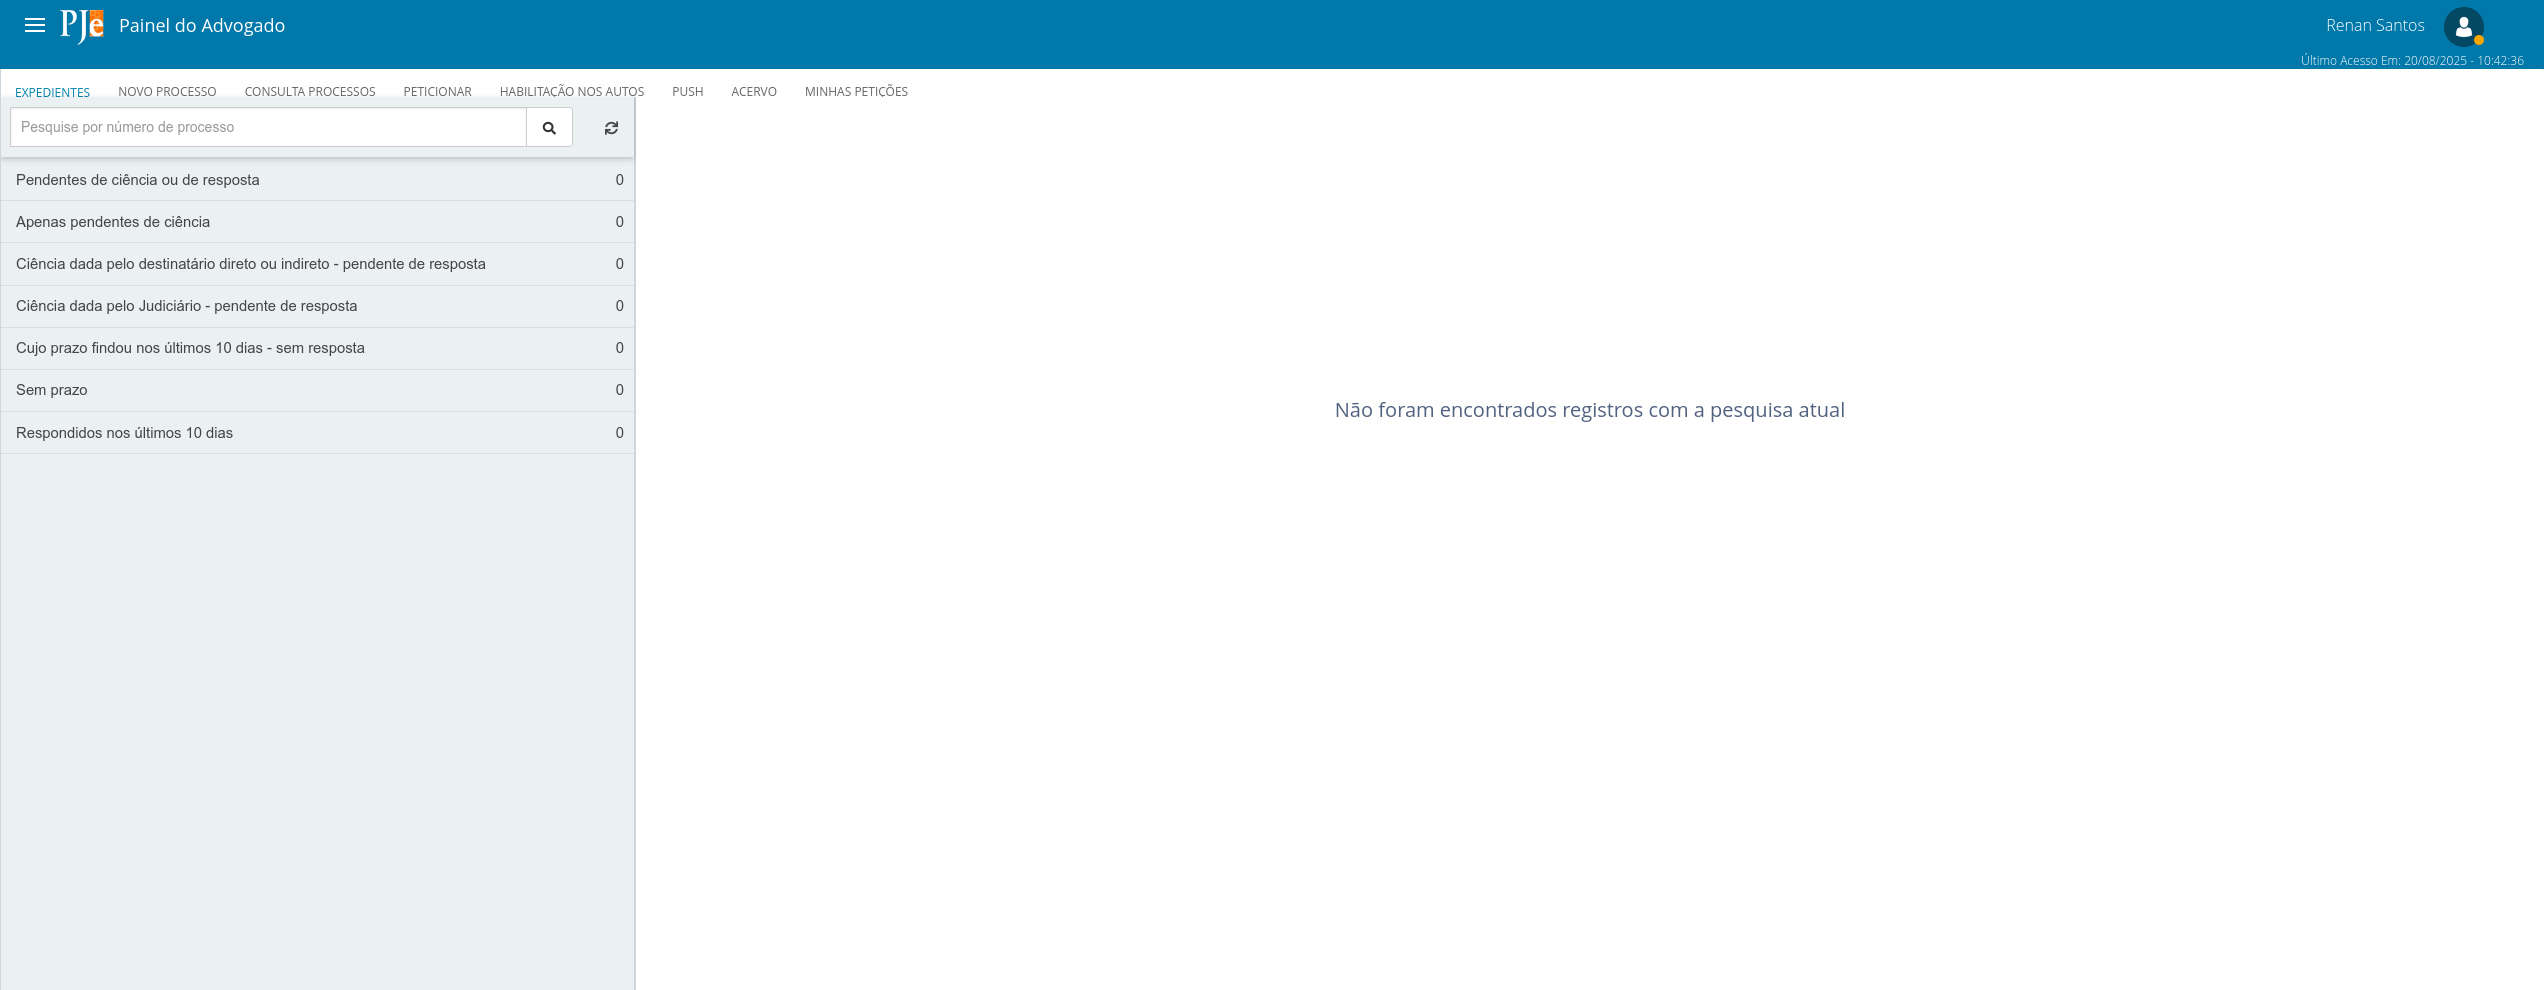 PJe Painel do Advogado
Renan Santos
Último Acesso Em: 20/08/2025 - 10:42:36
EXPEDIENTES NOVO PROCESSO CONSULTA PROCESSOS PETICIONAR HABILITAÇÃO NOS AUTOS PUSH ACERVO MINHAS PETIÇÕES
Pesquise por número de processo
Pendentes de ciência ou de resposta 0
Apenas pendentes de ciência 0
Ciência dada pelo destinatário direto ou indireto - pendente de resposta 0
Ciência dada pelo Judiciário - pendente de resposta 0
Cujo prazo findou nos últimos 10 dias - sem resposta 0
Sem prazo 0
Respondidos nos últimos 10 dias 0
Não foram encontrados registros com a pesquisa atual